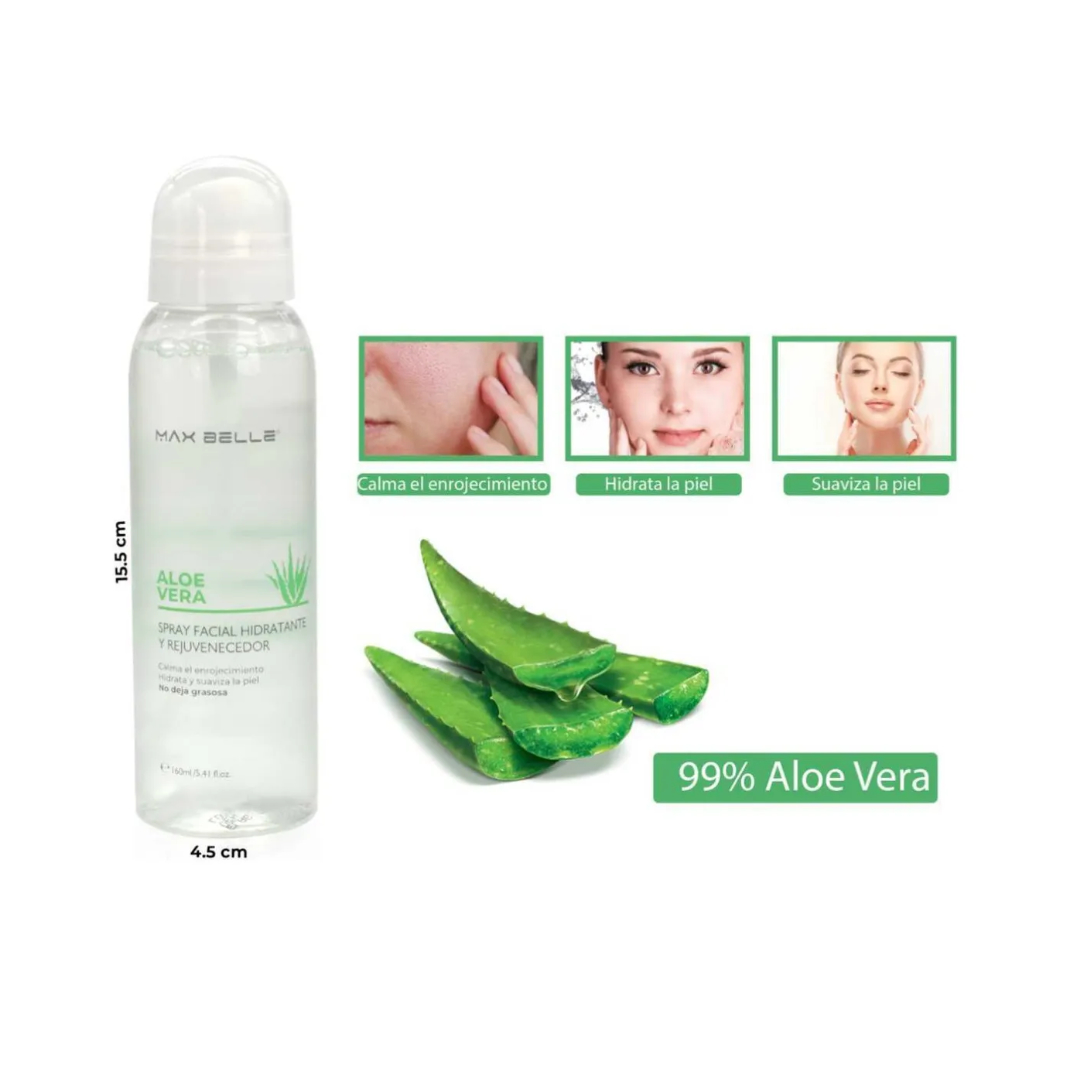 MAX BELLE
ALOE
VERA
SPRAY FACIAL HIDRATANTE
Y REJUVENECEDOR
Calma el enrojecimiento
Hidrata y suaviza la piel
No deja grasosa
160ml/5.41 fl.oz.
15.5 cm
4.5 cm
Calma el enrojecimiento
Hidrata la piel
Suaviza la piel
99% Aloe Vera